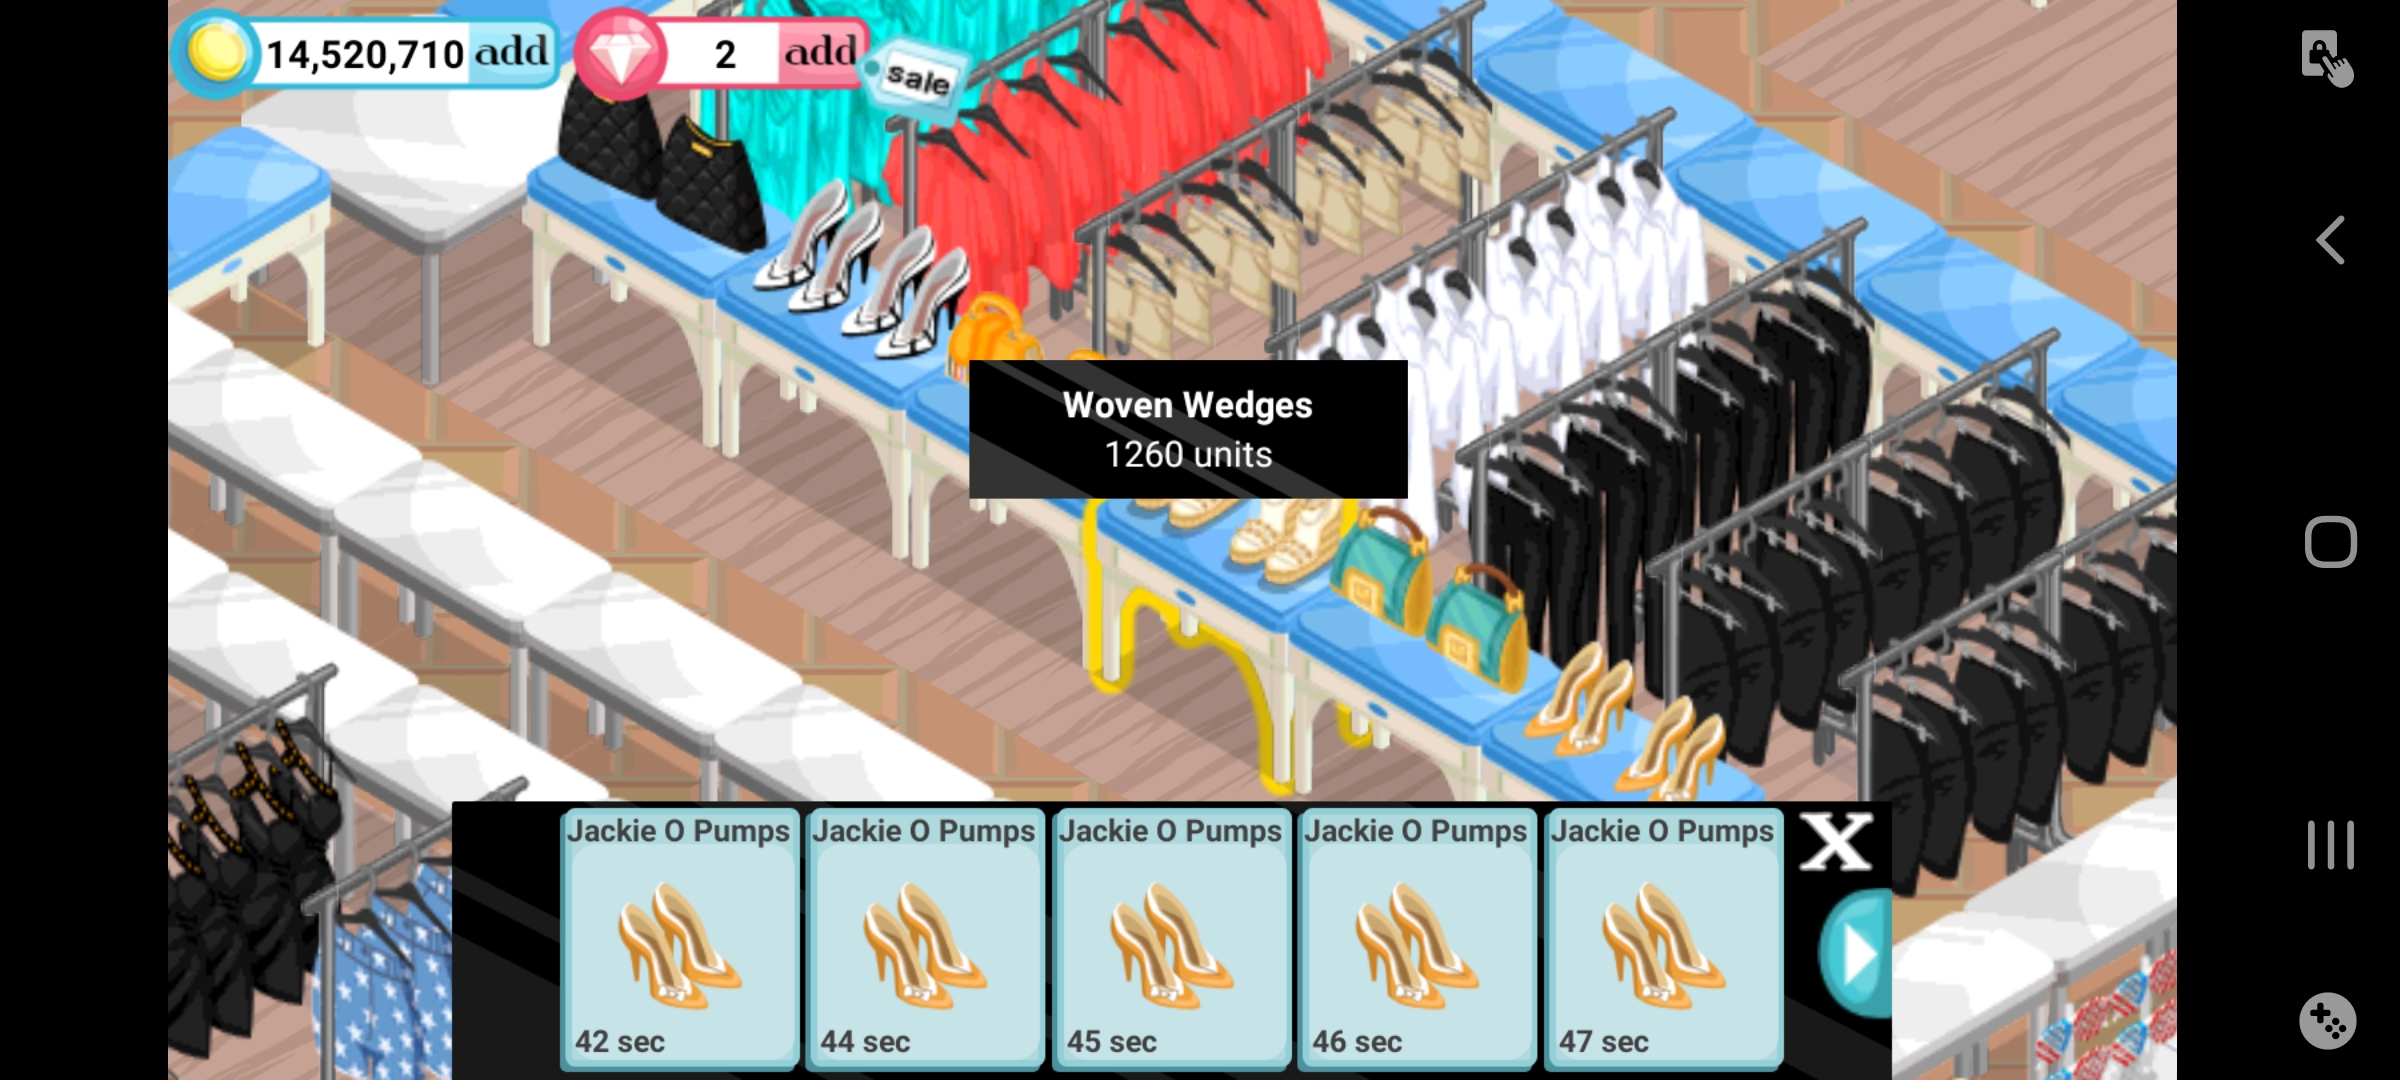 14,520,710 add
2 add
sale
Woven Wedges
1260 units
Jackie O Pumps
42 sec
Jackie O Pumps
44 sec
Jackie O Pumps
45 sec
Jackie O Pumps
46 sec
Jackie O Pumps
47 sec
X